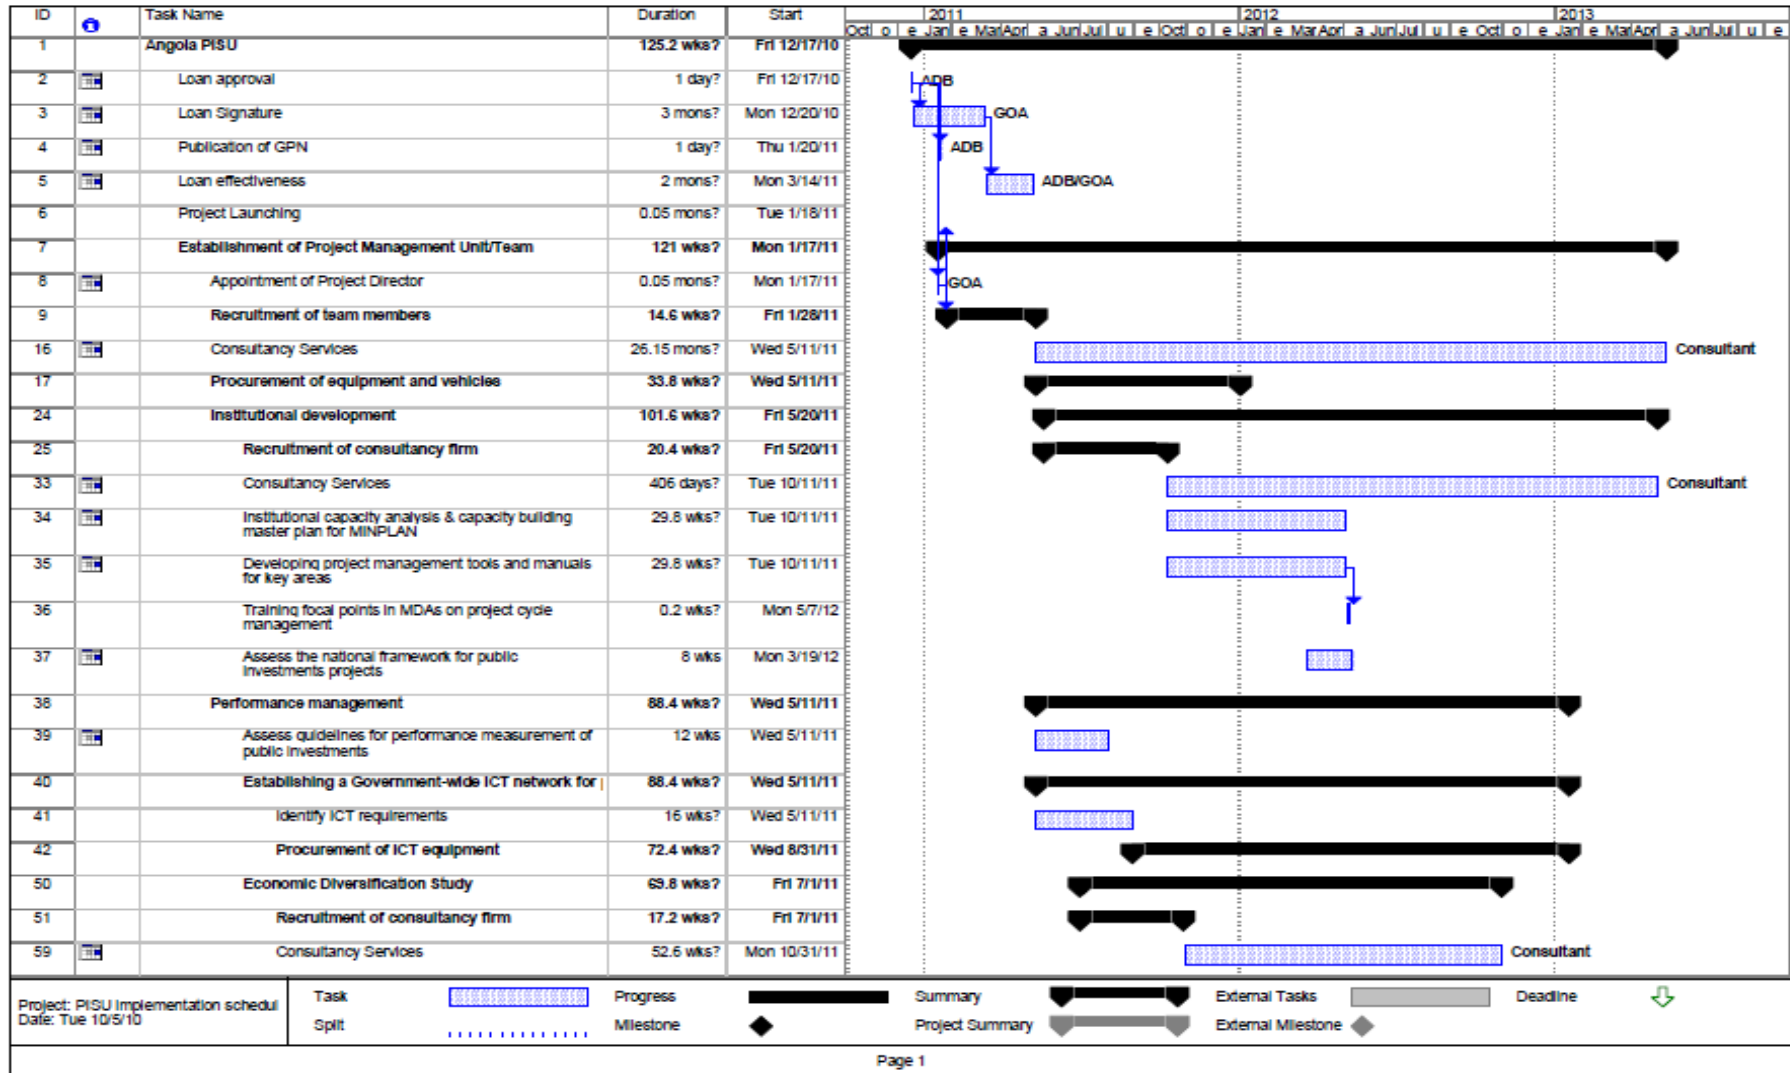 ID Task Name Duration Start 2011 2012 2013
Oct o e Jan e Mar Apr a Jun Jul u e Oct o e Jan e Mar Apr a Jun Jul u e Oct o e Jan e Mar Apr a Jun Jul u e
1 Angola PISU 125.2 wks? Fri 12/17/10
2 Loan approval 1 day? Fri 12/17/10 ADB
3 Loan Signature 3 mons? Mon 12/20/10 GOA
4 Publication of GPN 1 day? Thu 1/20/11 ADB
5 Loan effectiveness 2 mons? Mon 3/14/11 ADB/GOA
6 Project Launching 0.05 mons? Tue 1/18/11
7 Establishment of Project Management Unit/Team 121 wks? Mon 1/17/11
8 Appointment of Project Director 0.05 mons? Mon 1/17/11 GOA
9 Recruitment of team members 14.6 wks? Fri 1/28/11
16 Consultancy Services 26.15 mons? Wed 5/11/11 Consultant
17 Procurement of equipment and vehicles 33.8 wks? Wed 5/11/11
24 Institutional development 101.6 wks? Fri 5/20/11
25 Recruitment of consultancy firm 20.4 wks? Fri 5/20/11
33 Consultancy Services 406 days? Tue 10/11/11 Consultant
34 Institutional capacity analysis & capacity building 29.8 wks? Tue 10/11/11
master plan for MINPLAN
35 Developing project management tools and manuals 29.8 wks? Tue 10/11/11
for key areas
36 Training focal points in MDAs on project cycle 0.2 wks? Mon 5/7/12
management
37 Assess the national framework for public 8 wks Mon 3/19/12
investments projects
38 Performance management 88.4 wks? Wed 5/11/11
39 Assess guidelines for performance measurement of 12 wks Wed 5/11/11
public investments
40 Establishing a Government-wide ICT network for 88.4 wks? Wed 5/11/11
41 Identify ICT requirements 16 wks? Wed 5/11/11
42 Procurement of ICT equipment 72.4 wks? Wed 8/31/11
50 Economic Diversification Study 69.8 wks? Fri 7/1/11
51 Recruitment of consultancy firm 17.2 wks? Fri 7/1/11
59 Consultancy Services 52.6 wks? Mon 10/31/11 Consultant
Project: PISU Implementation schedul
Date: Tue 10/5/10
Task Progress Summary External Tasks Deadline
Split Milestone Project Summary External Milestone
Page 1